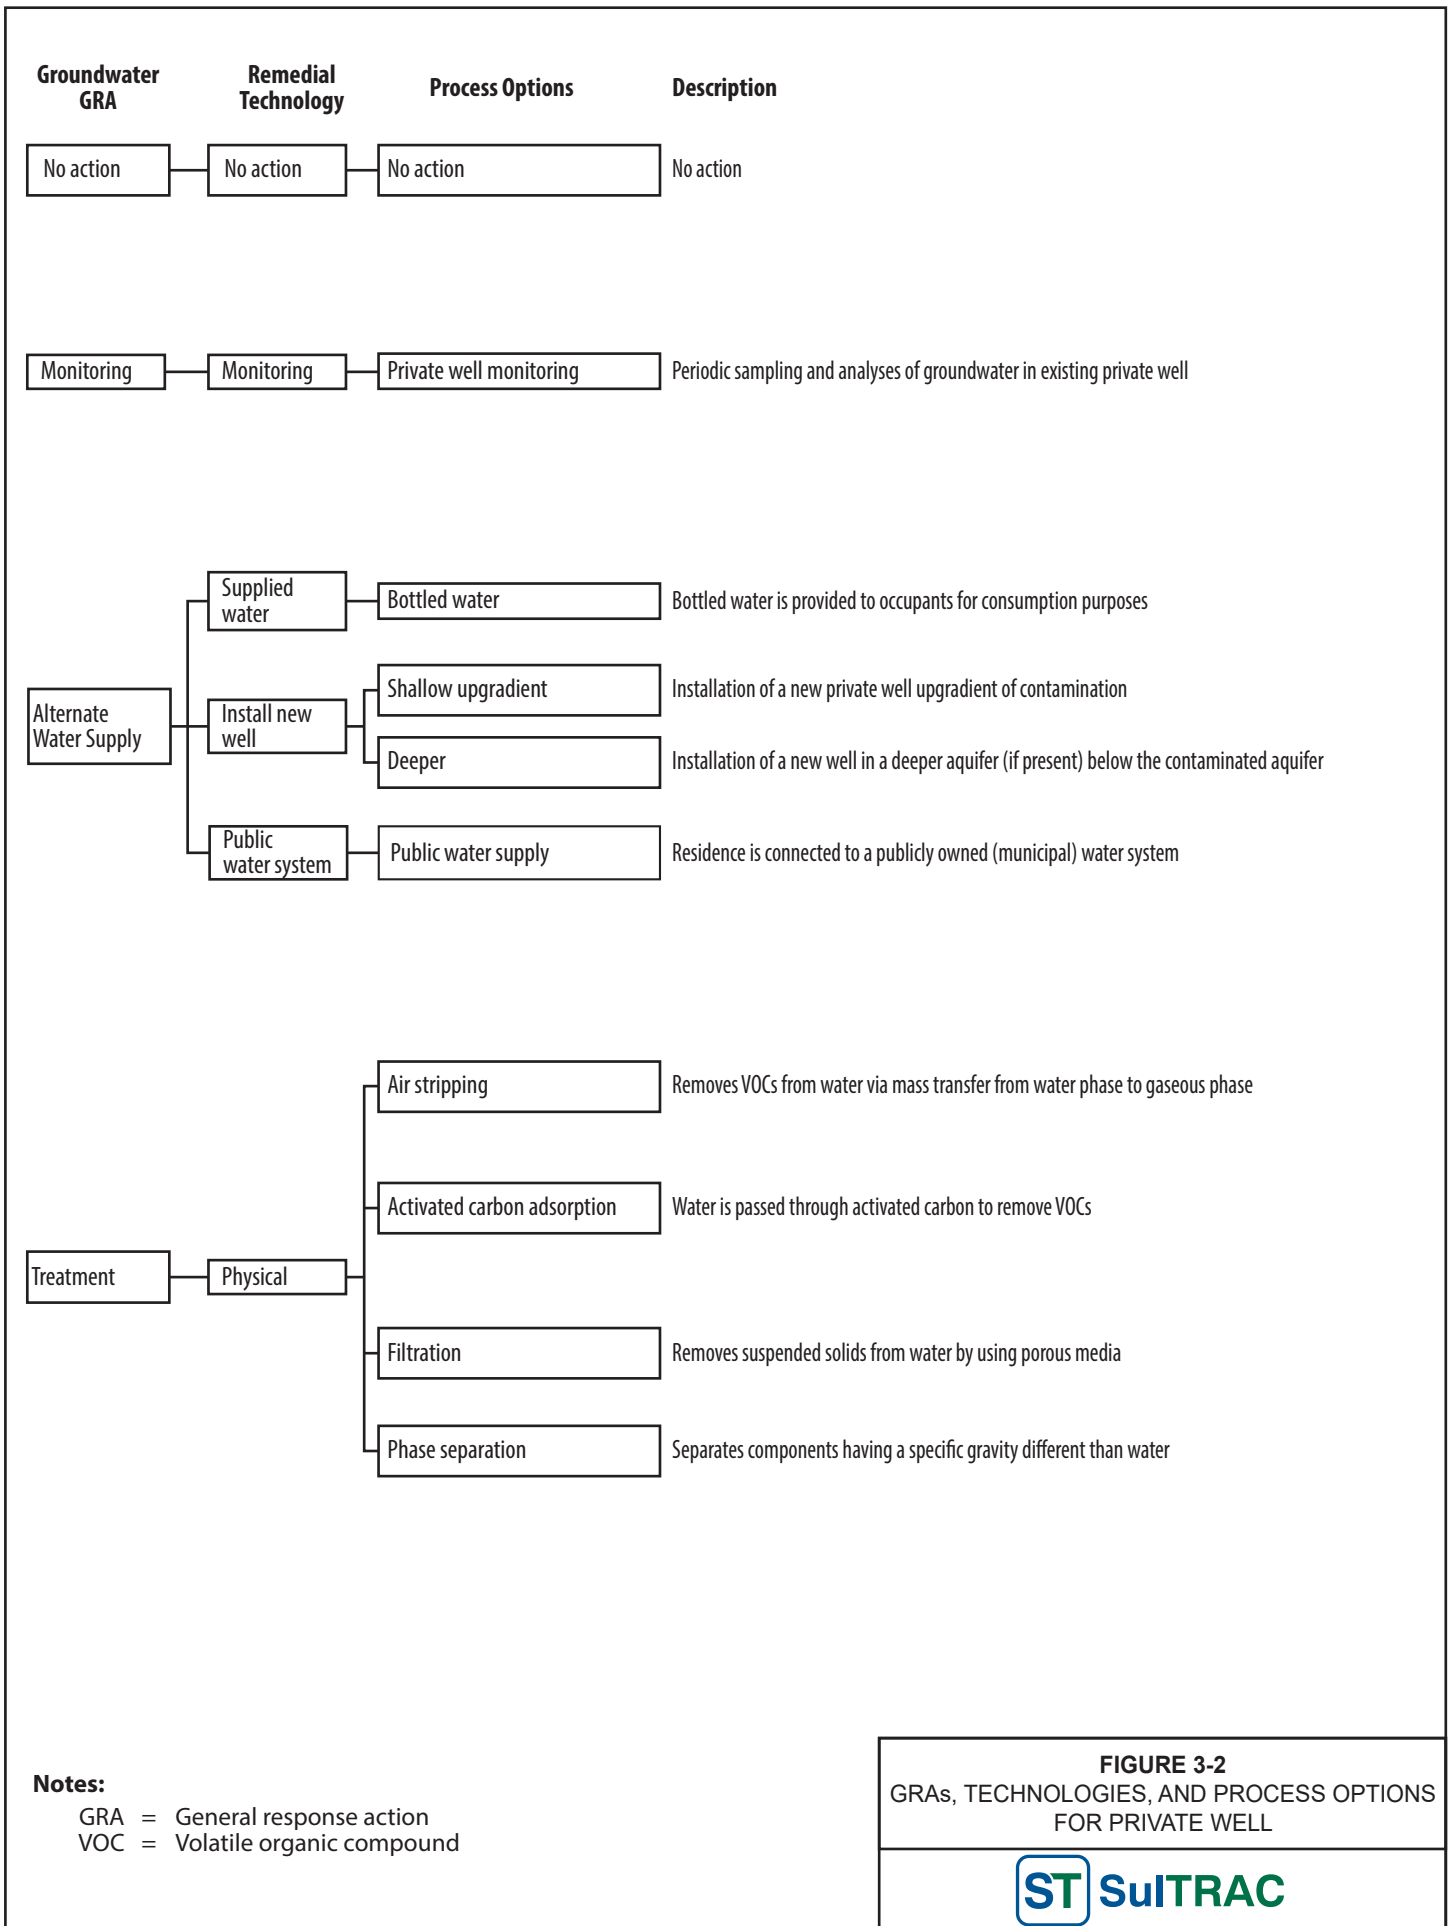 Groundwater GRA
Remedial Technology
Process Options
Description
No action
No action
No action
No action
Monitoring
Monitoring
Private well monitoring
Periodic sampling and analyses of groundwater in existing private well
Alternate
Water Supply
Supplied
water
Bottled water
Bottled water is provided to occupants for consumption purposes
Install new
well
Shallow upgradient
Installation of a new private well upgradient of contamination
Deeper
Installation of a new well in a deeper aquifer (if present) below the contaminated aquifer
Public
water system
Public water supply
Residence is connected to a publicly owned (municipal) water system
Treatment
Physical
Air stripping
Removes VOCs from water via mass transfer from water phase to gaseous phase
Activated carbon adsorption
Water is passed through activated carbon to remove VOCs
Filtration
Removes suspended solids from water by using porous media
Phase separation
Separates components having a specific gravity different than water
Notes:
GRA = General response action
VOC = Volatile organic compound
FIGURE 3-2
GRAs, TECHNOLOGIES, AND PROCESS OPTIONS
FOR PRIVATE WELL
ST SulTRAC